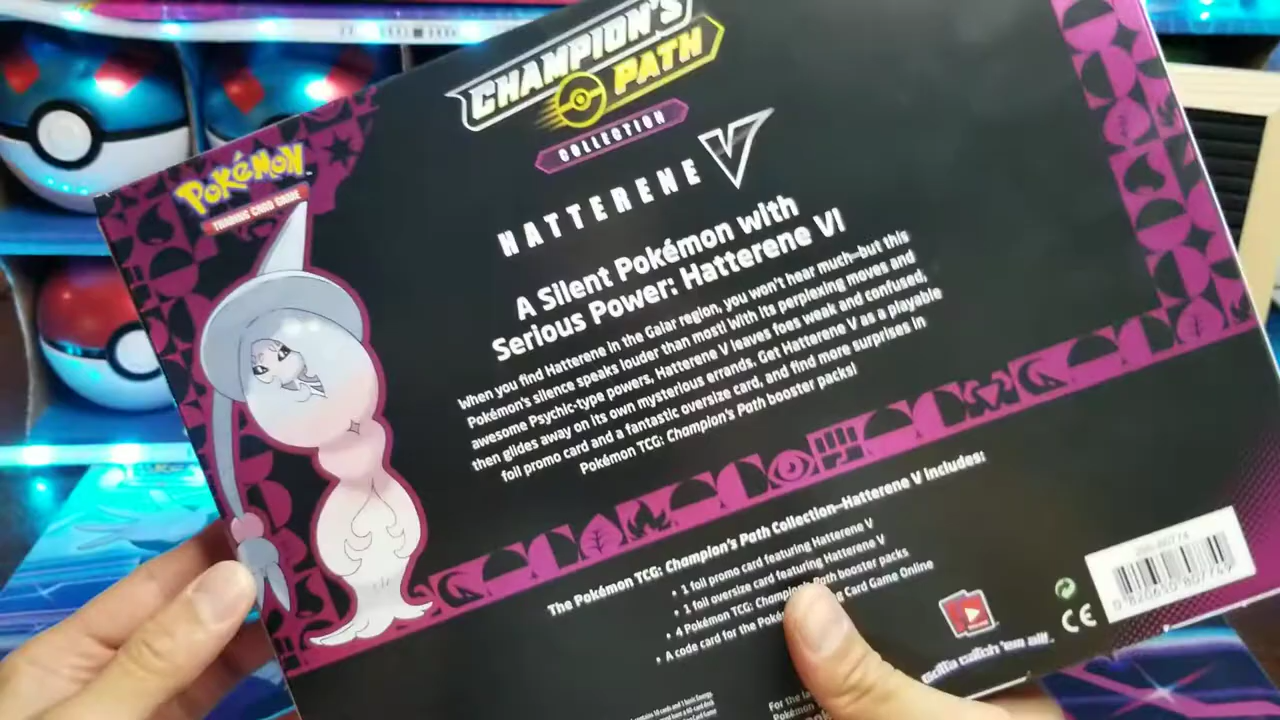 CHAMPION'S
PATH
COLLECTION
POKÉMON
TRADING CARD GAME
HATTERENE V
A Silent Pokémon with
Serious Power: Hatterene V!
When you find Hatterene in the Galar region, you won't hear much—but this
Pokémon's silence speaks louder than most! With its perplexing moves and
awesome Psychic-type powers, Hatterene V leaves foes weak and confused,
then glides away on its own mysterious errands. Get Hatterene V as a playable
foil promo card and a fantastic oversize card, and find more surprises in
Pokémon TCG: Champion's Path booster packs!
The Pokémon TCG: Champion's Path Collection—Hatterene V includes:
• 1 foil promo card featuring Hatterene V
• 1 foil oversize card featuring Hatterene V
• 4 Pokémon TCG: Champion's Path booster packs
• A code card for the Card Game Online
Gotta catch 'em all!
CE
For the